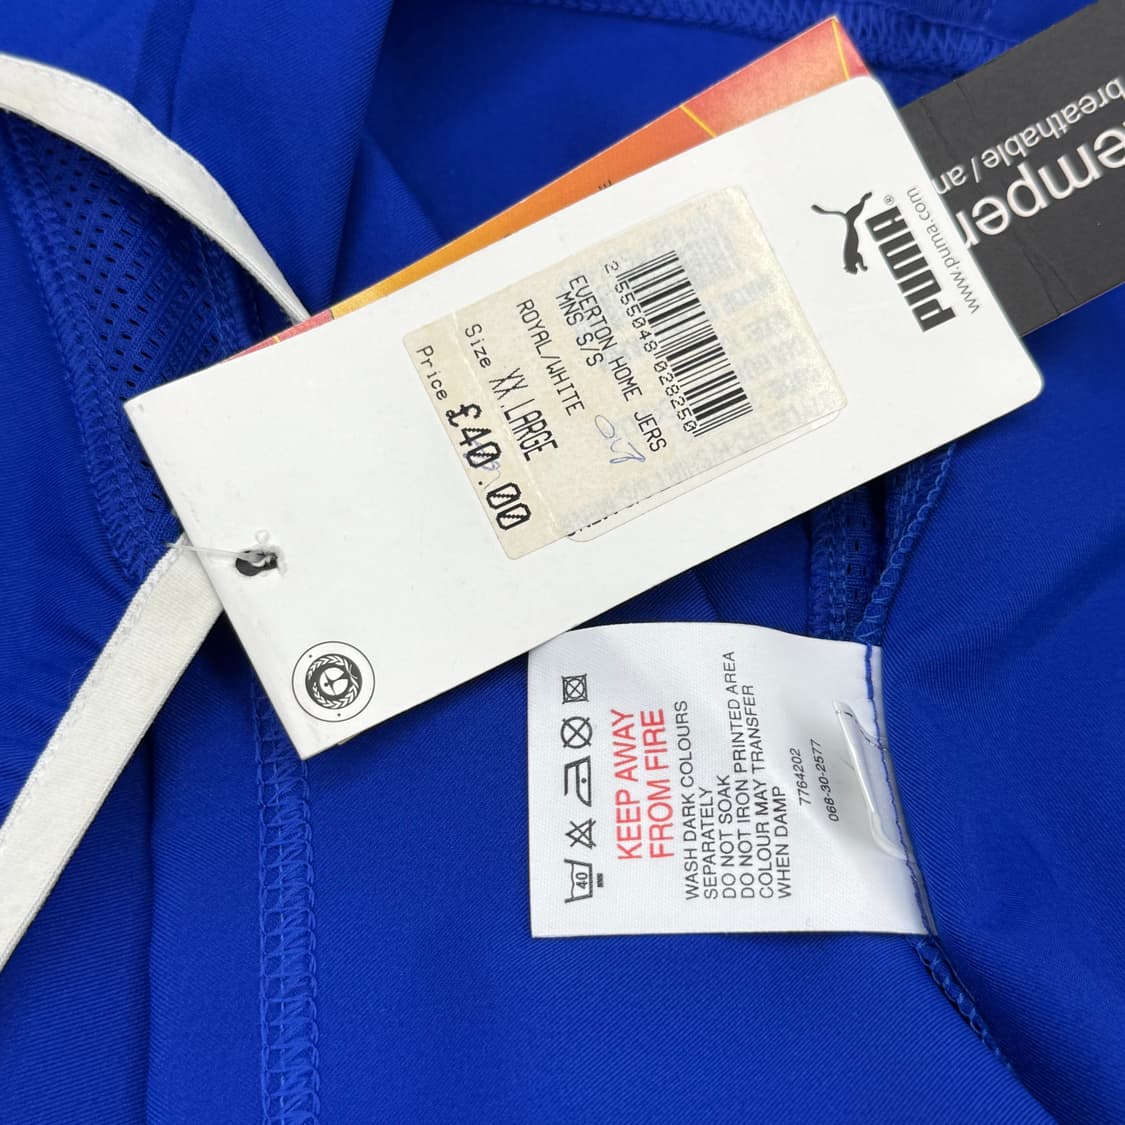 emper
breathable / an
PUMA®
www.puma.com
2 555048 028250
EVERTON HOME JERS
MNS S/S
ROYAL/WHITE
Size XX.LARGE
Price £40.00
40
KEEP AWAY
FROM FIRE
WASH DARK COLOURS
SEPARATELY
DO NOT SOAK
DO NOT IRON PRINTED AREA
COLOUR MAY TRANSFER
WHEN DAMP
7764202
068-30-2577